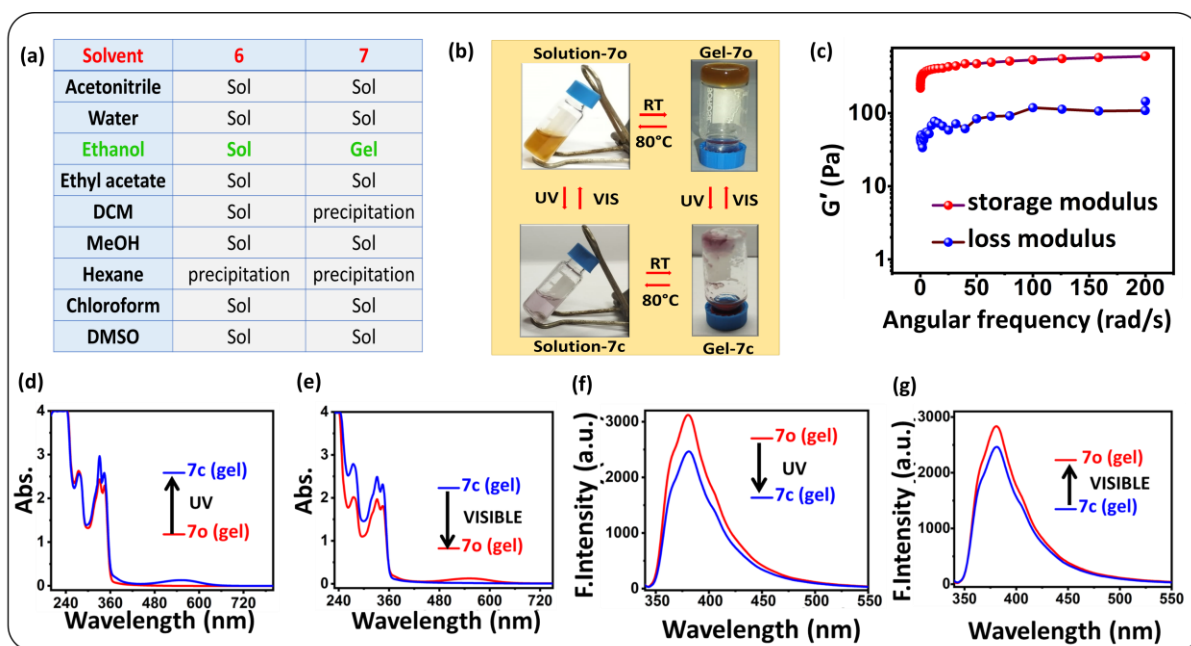 (a)
Solvent 6 7
Acetonitrile Sol Sol
Water Sol Sol
Ethanol Sol Gel
Ethyl acetate Sol Sol
DCM Sol precipitation
MeOH Sol Sol
Hexane precipitation precipitation
Chloroform Sol Sol
DMSO Sol Sol
(b)
Solution-7o Gel-7o
RT
80°C
UV VIS UV VIS
RT
80°C
Solution-7c Gel-7c
(c)
G' (Pa)
100
10
1
storage modulus
loss modulus
0 25 50 75 100 125 150 175 200
Angular frequency (rad/s)
(d)
Abs.
4
3
2
1
0
7c (gel)
UV
7o (gel)
240 360 480 600 720
Wavelength (nm)
(e)
Abs.
4
3
2
1
0
7c (gel)
VISIBLE
7o (gel)
240 360 480 600 720
Wavelength (nm)
(f)
F.Intensity (a.u.)
3000
2000
1000
0
7o (gel)
UV
7c (gel)
350 400 450 500 550
Wavelength (nm)
(g)
F.Intensity (a.u.)
3000
2000
1000
0
7o (gel)
VISIBLE
7c (gel)
350 400 450 500 550
Wavelength (nm)